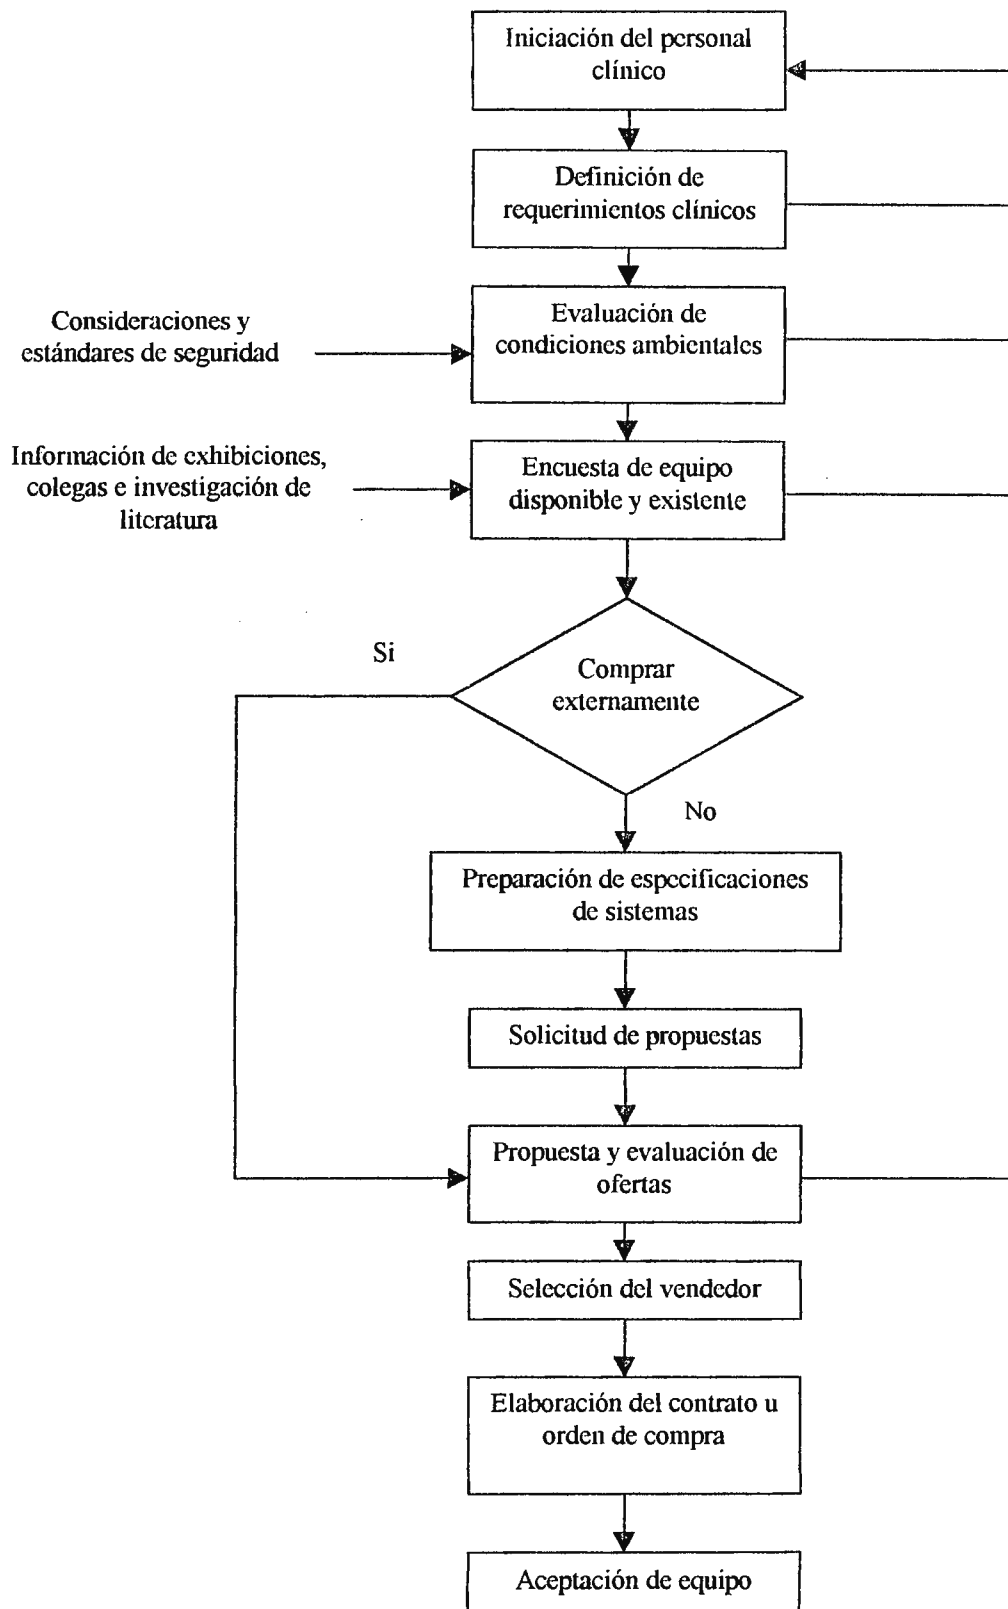 Iniciación del personal
clínico
Definición de
requerimientos clínicos
Consideraciones y
estándares de seguridad
Evaluación de
condiciones ambientales
Información de exhibiciones,
colegas e investigación de
literatura
Encuesta de equipo
disponible y existente
Si
Comprar
externamente
No
Preparación de especificaciones
de sistemas
Solicitud de propuestas
Propuesta y evaluación de
ofertas
Selección del vendedor
Elaboración del contrato u
orden de compra
Aceptación de equipo